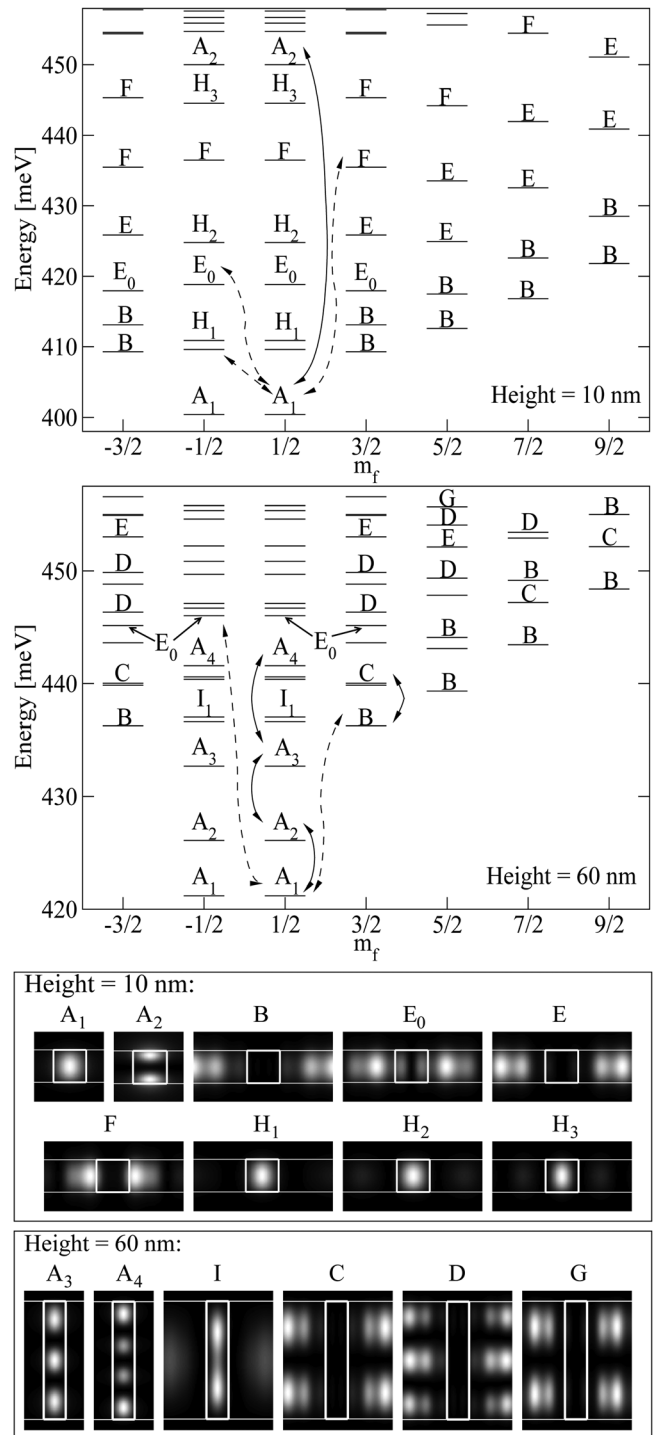 F
A₂ A₂ E
450
F H₃ H₃ F F
E E
440
F F F F E E
430 B
E H₂ H₂ E E
B B
E₀ E₀ E₀ E₀
420 B B
B H₁ H₁ B B
B B
410
A₁ A₁ Height = 10 nm
400
Energy [meV]
-3/2 -1/2 1/2 3/2 5/2 7/2 9/2
m_f
G B
D D
E E E C
D D D B
450 B
C
D D
B B
E₀ E₀
A₄ A₄
C C
440 B
I₁ I₁
B B
A₃ A₃
430
A₂ A₂
A₁ A₁ Height = 60 nm
420
Energy [meV]
-3/2 -1/2 1/2 3/2 5/2 7/2 9/2
m_f
Height = 10 nm:
A₁ A₂ B E₀ E
F H₁ H₂ H₃
Height = 60 nm:
A₃ A₄ I C D G